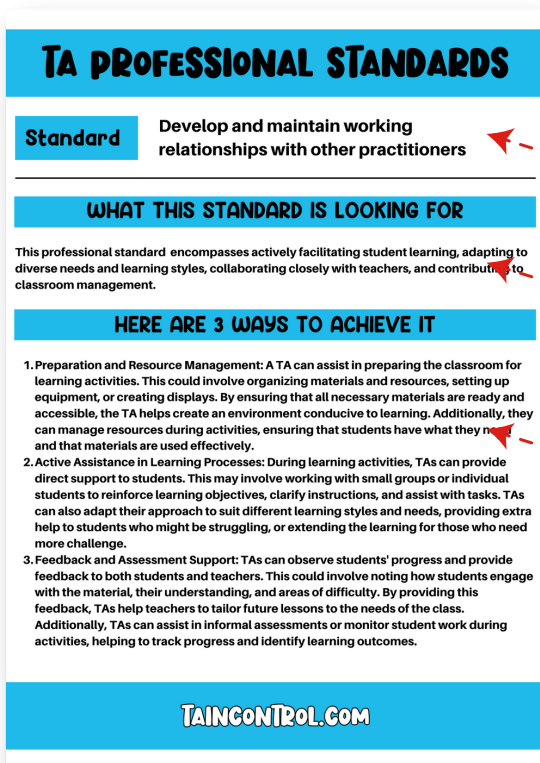 TA PROFESSIONAL STANDARDS
Standard
Develop and maintain working
relationships with other practitioners
WHAT THIS STANDARD IS LOOKING FOR
This professional standard encompasses actively facilitating student learning, adapting to
diverse needs and learning styles, collaborating closely with teachers, and contributing to
classroom management.
HERE ARE 3 WAYS TO ACHIEVE IT
1. Preparation and Resource Management: A TA can assist in preparing the classroom for
learning activities. This could involve organizing materials and resources, setting up
equipment, or creating displays. By ensuring that all necessary materials are ready and
accessible, the TA helps create an environment conducive to learning. Additionally, they
can manage resources during activities, ensuring that students have what they need
and that materials are used effectively.
2. Active Assistance in Learning Processes: During learning activities, TAs can provide
direct support to students. This may involve working with small groups or individual
students to reinforce learning objectives, clarify instructions, and assist with tasks. TAs
can also adapt their approach to suit different learning styles and needs, providing extra
help to students who might be struggling, or extending the learning for those who need
more challenge.
3. Feedback and Assessment Support: TAs can observe students' progress and provide
feedback to both students and teachers. This could involve noting how students engage
with the material, their understanding, and areas of difficulty. By providing this
feedback, TAs help teachers to tailor future lessons to the needs of the class.
Additionally, TAs can assist in informal assessments or monitor student work during
activities, helping to track progress and identify learning outcomes.
TAINCONTROL.COM